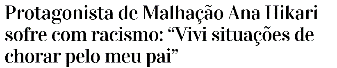 Protagonista de Malhação Ana Hikari
sofre com racismo: “Vivi situações de
chorar pelo meu pai”